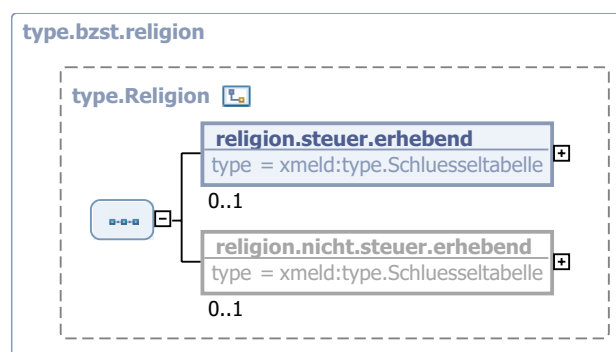 type.bzst.religion
type.Religion
religion.steuer.erhebend
type = xmeld:type.Schluesseltabelle
0..1
religion.nicht.steuer.erhebend
type = xmeld:type.Schluesseltabelle
0..1